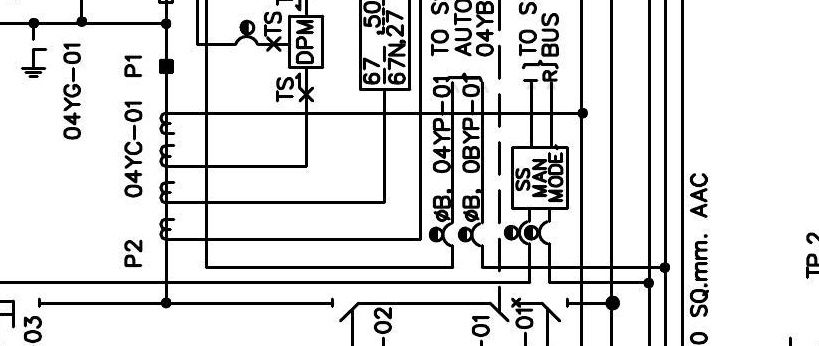 04YG-01
P1
04YC-01
P2
TS
DPM
TS
67
50
67N,27
TO S
AUTO
04YB
ØB, 04YP-01
ØB, 0BYP-01
TO S
BUS
R
SS
MAN
MODE
03
-02
-01
-01
0 SQ.mm. AAC
TP 2